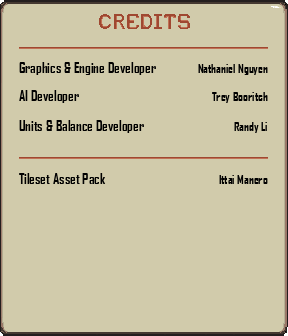 CREDITS
Graphics & Engine Developer Nathaniel Nguyen
AI Developer Trey Booritch
Units & Balance Developer Randy Li
Tileset Asset Pack Ittai Manero